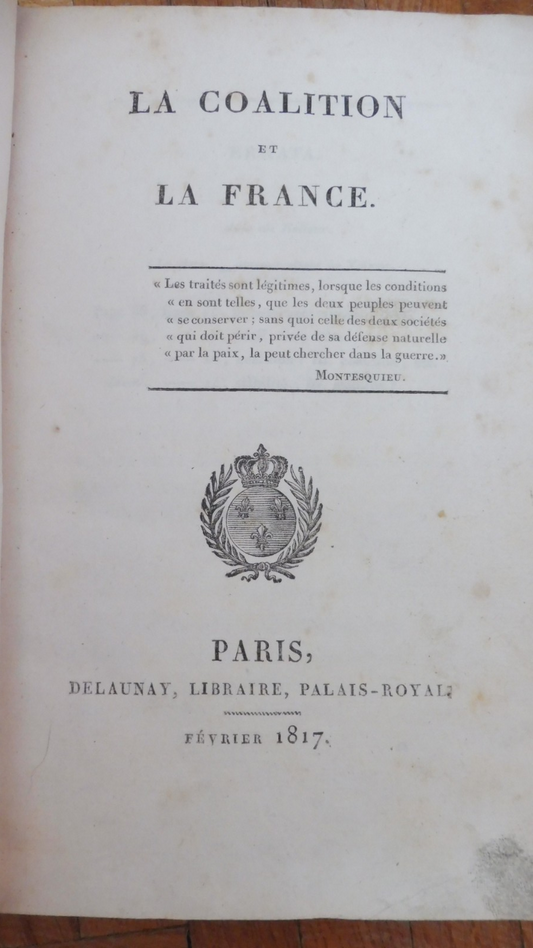 LA COALITION
ET
LA FRANCE.
« Les traités sont légitimes, lorsque les conditions
« en sont telles, que les deux peuples peuvent
« se conserver ; sans quoi celle des deux sociétés
« qui doit périr, privée de sa défense naturelle
« par la paix, la peut chercher dans la guerre. »
MONTESQUIEU.
PARIS,
DELAUNAY, LIBRAIRE, PALAIS-ROYAL.
FÉVRIER 1817.